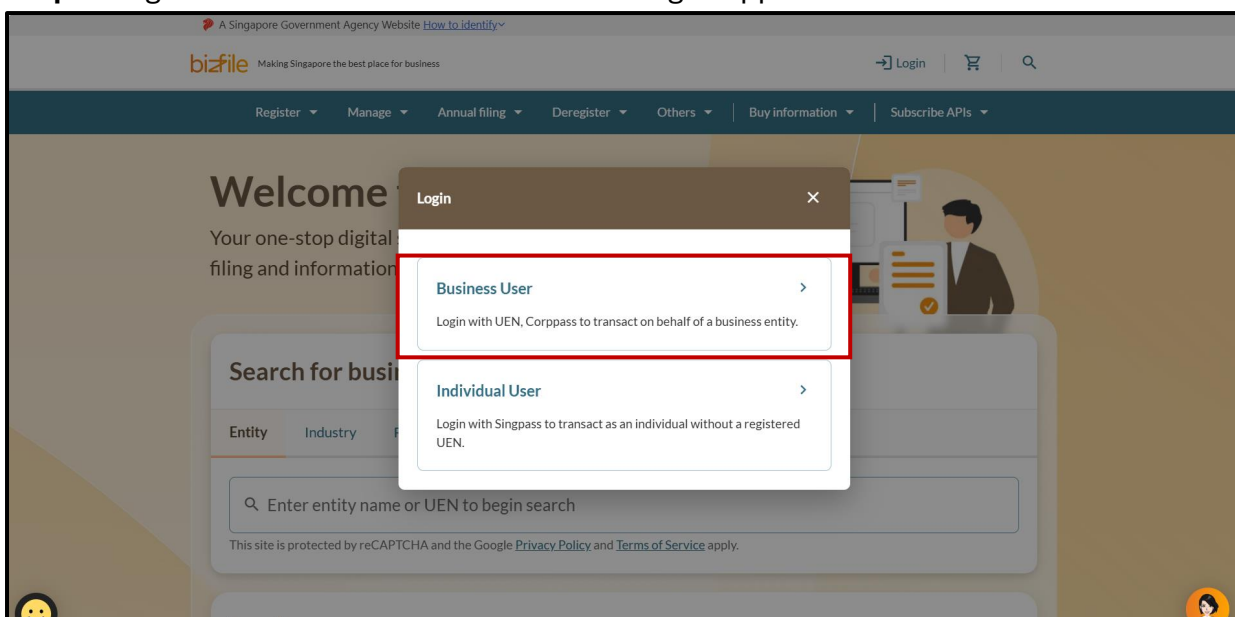 A Singapore Government Agency Website How to identify
bizfile Making Singapore the best place for business
Login
Register Manage Annual filing Deregister Others Buy information Subscribe APIs
Welcome
Your one-stop digital
filing and information
Login
Business User
Login with UEN, Corppass to transact on behalf of a business entity.
Individual User
Login with Singpass to transact as an individual without a registered
UEN.
Search for busi
Entity Industry
Enter entity name or UEN to begin search
This site is protected by reCAPTCHA and the Google Privacy Policy and Terms of Service apply.